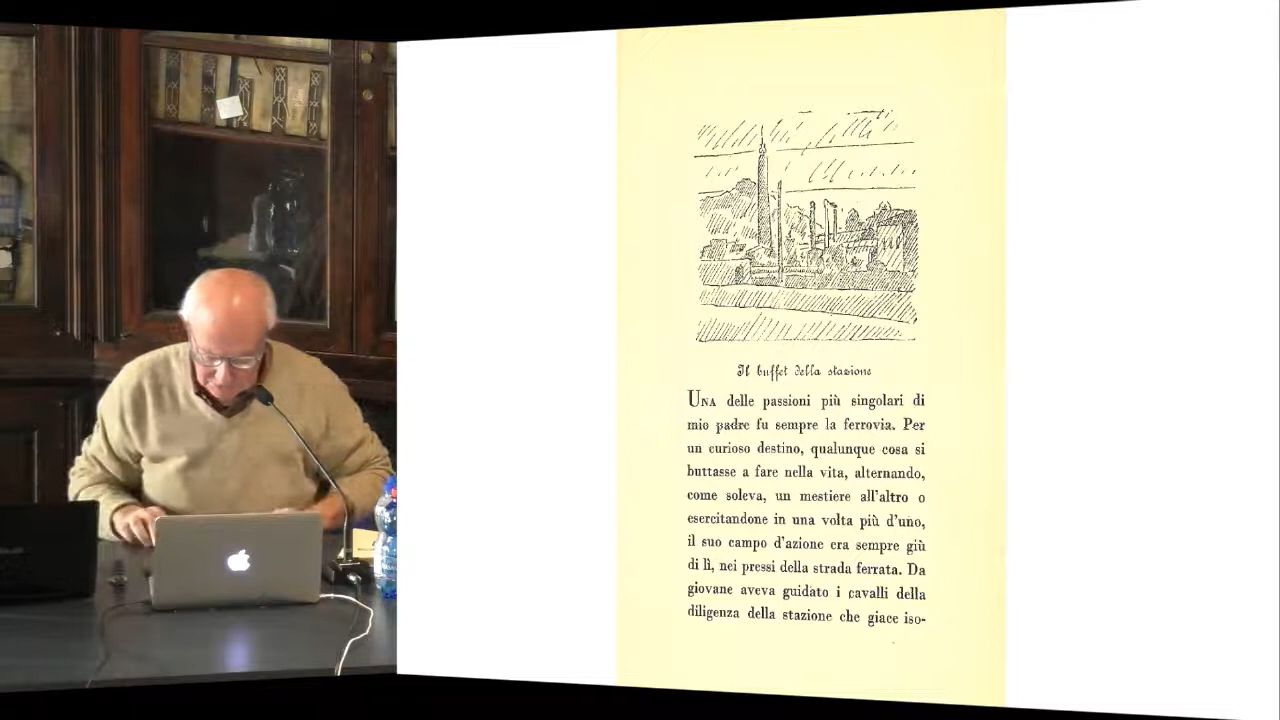 Il buffet della stazione
Una delle passioni più singolari di
mio padre fu sempre la ferrovia. Per
un curioso destino, qualunque cosa si
buttasse a fare nella vita, alternando,
come soleva, un mestiere all'altro o
esercitandone in una volta più d'uno,
il suo campo d'azione era sempre giù
di lì, nei pressi della strada ferrata. Da
giovane aveva guidato i cavalli della
diligenza della stazione che giace iso-